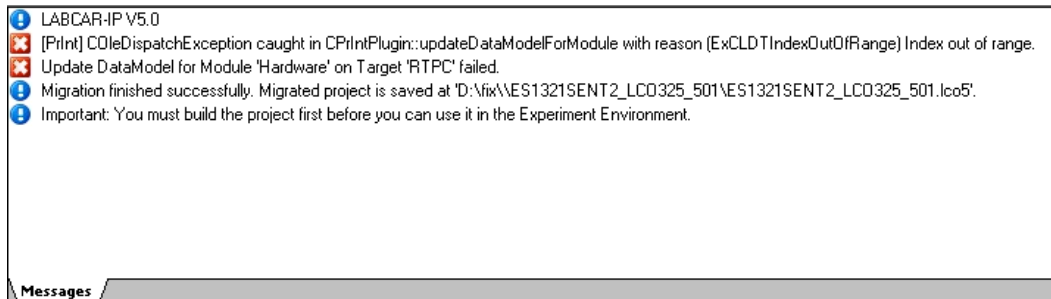 LABCAR-IP V5.0
[PrInt] COleDispatchException caught in CPrIntPlugin::updateDataModelForModule with reason (ExCLDTIndexOutOfRange) Index out of range.
Update DataModel for Module 'Hardware' on Target 'RTPC' failed.
Migration finished successfully. Migrated project is saved at 'D:\fix\\ES1321SENT2_LCO325_501\ES1321SENT2_LCO325_501.lco5'.
Important: You must build the project first before you can use it in the Experiment Environment.
Messages